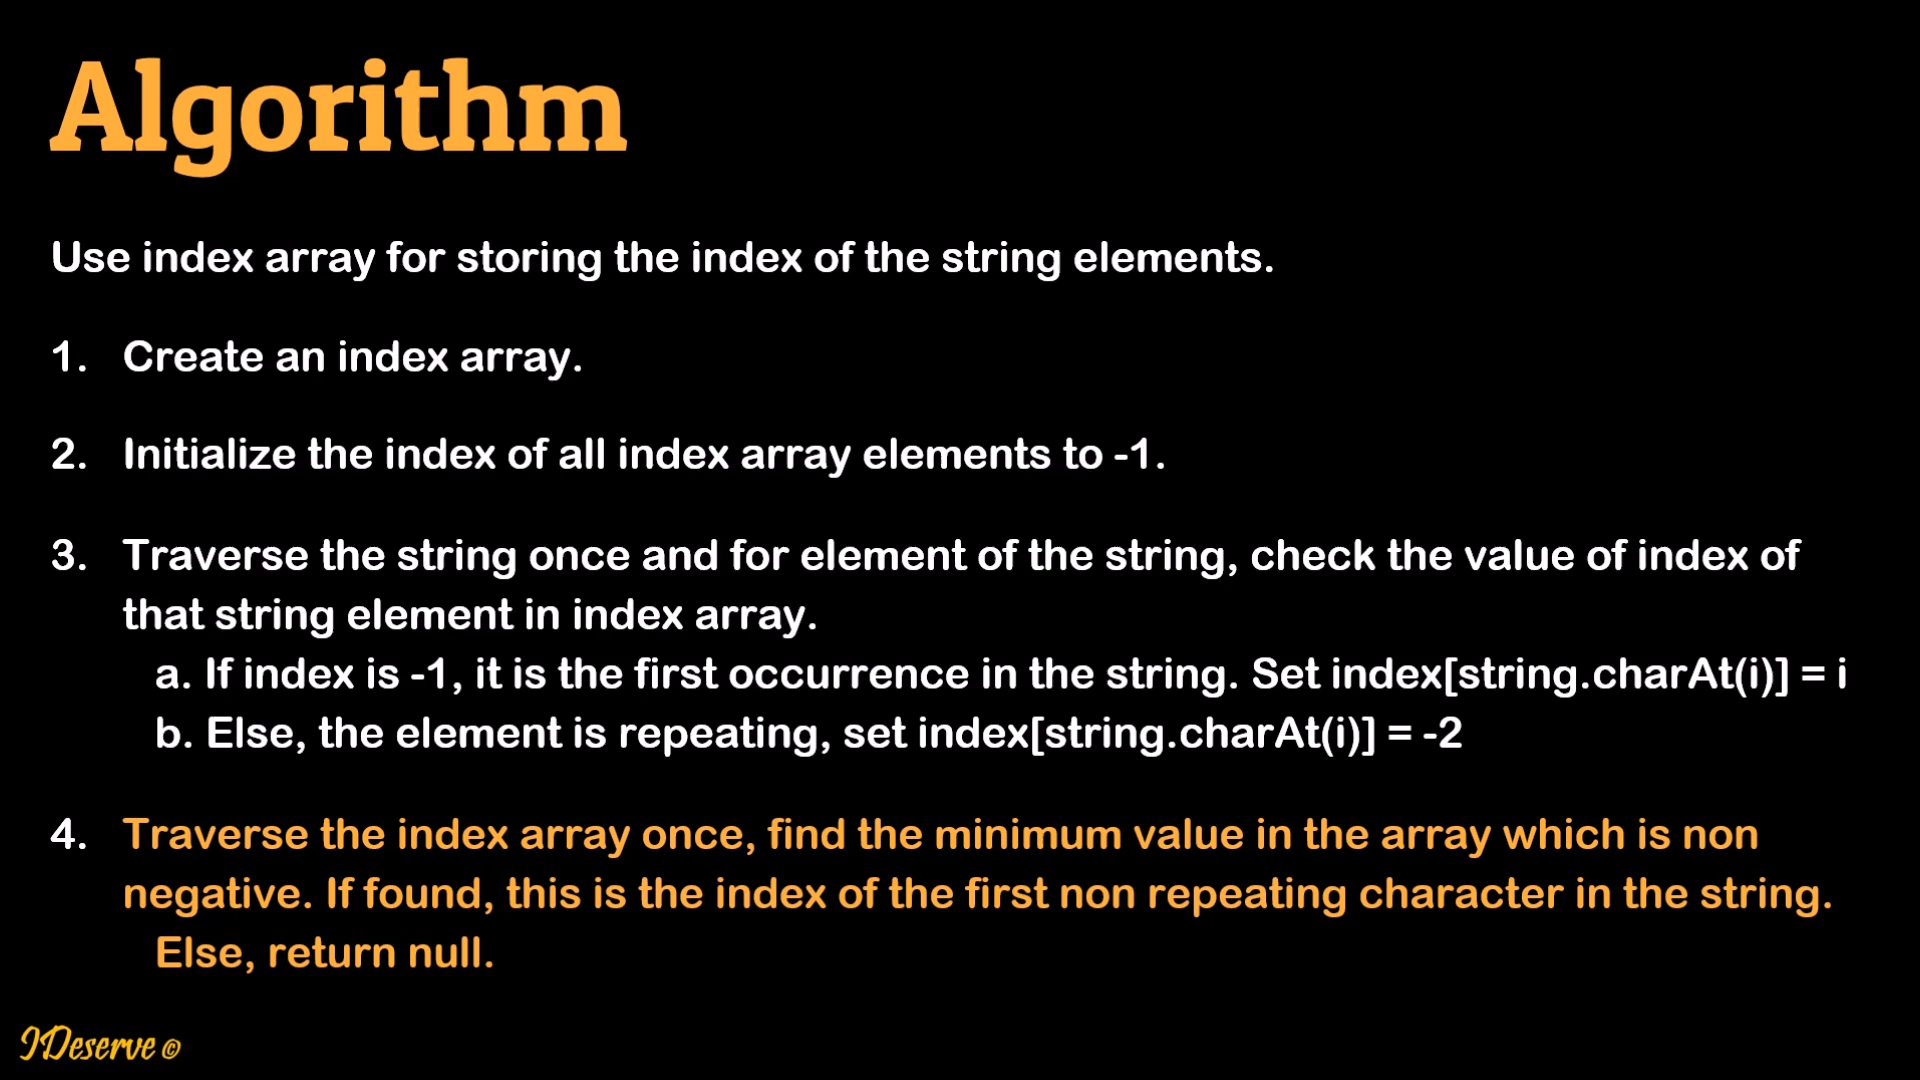 Algorithm
Use index array for storing the index of the string elements.
1. Create an index array.
2. Initialize the index of all index array elements to -1.
3. Traverse the string once and for element of the string, check the value of index of
that string element in index array.
a. If index is -1, it is the first occurrence in the string. Set index[string.charAt(i)] = i
b. Else, the element is repeating, set index[string.charAt(i)] = -2
4. Traverse the index array once, find the minimum value in the array which is non
negative. If found, this is the index of the first non repeating character in the string.
Else, return null.
IDeserve ©